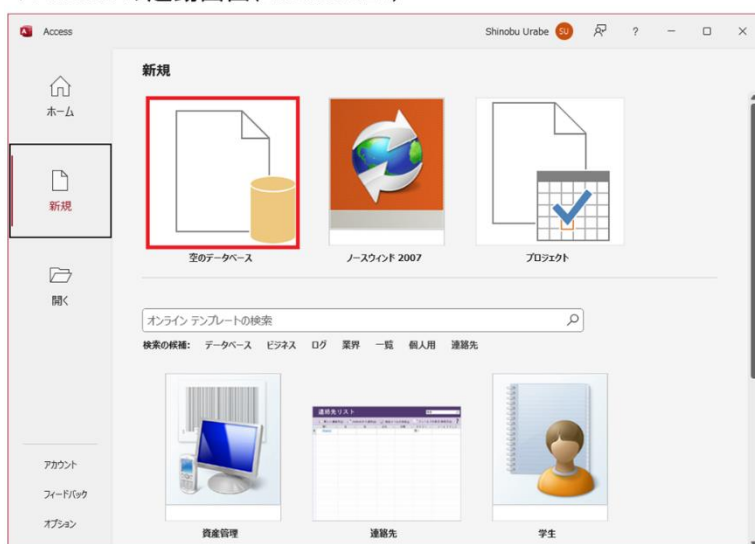 Access
Shinobu Urabe SU ?
新規
ホーム
新規
開く
空のデータベース
ノースウィンド 2007
プロジェクト
オンライン テンプレートの検索
検索の候補: データベース ビジネス ログ 業界 一覧 個人用 連絡先
連絡先リスト
資産管理
連絡先
学生
アカウント
フィードバック
オプション